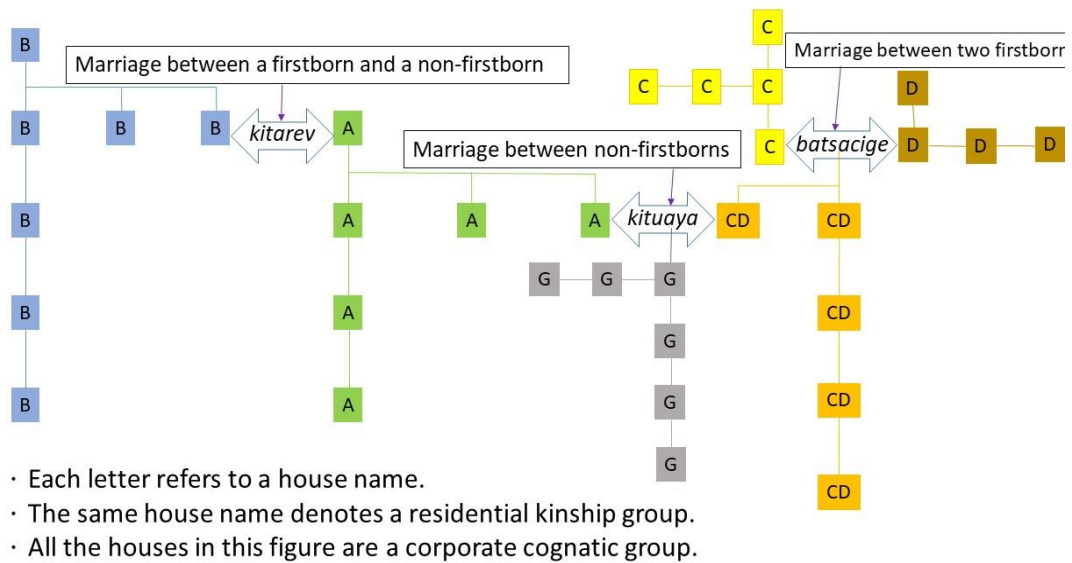 B
C
Marriage between a firstborn and a non-firstborn
Marriage between two firstborn
C C C D
B B B kitarev A
Marriage between non-firstborns
C batsacige D D D
B A A A kituaya CD CD
G G G
B A G CD
G
B A CD
G
CD
· Each letter refers to a house name.
· The same house name denotes a residential kinship group.
· All the houses in this figure are a corporate cognatic group.